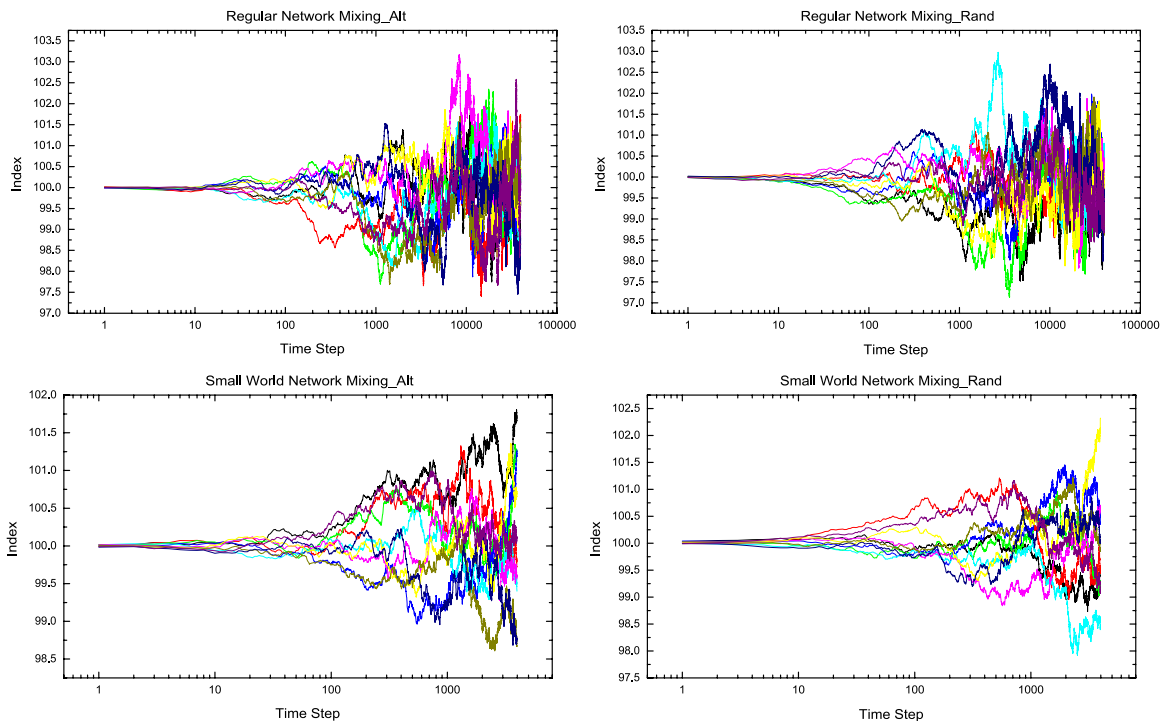 Regular Network Mixing_Alt
103.5
103.0
102.5
102.0
101.5
101.0
100.5
100.0
99.5
99.0
98.5
98.0
97.5
97.0
Index
1 10 100 1000 10000 100000
Time Step
Regular Network Mixing_Rand
103.5
103.0
102.5
102.0
101.5
101.0
100.5
100.0
99.5
99.0
98.5
98.0
97.5
97.0
Index
1 10 100 1000 10000 100000
Time Step
Small World Network Mixing_Alt
102.0
101.5
101.0
100.5
100.0
99.5
99.0
98.5
Index
1 10 100 1000
Time Step
Small World Network Mixing_Rand
102.5
102.0
101.5
101.0
100.5
100.0
99.5
99.0
98.5
98.0
97.5
Index
1 10 100 1000
Time Step